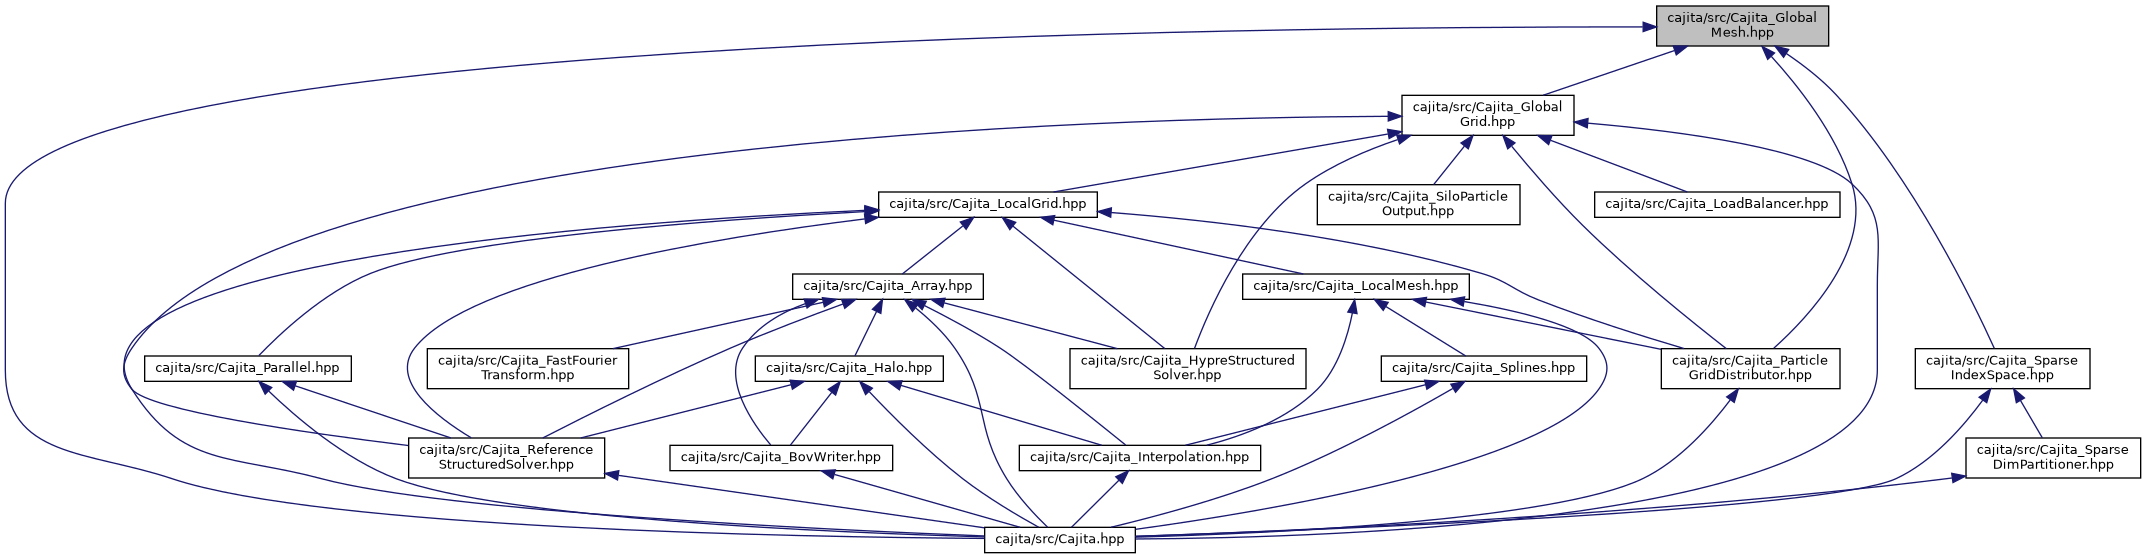 cajita/src/Cajita_Global
Mesh.hpp
cajita/src/Cajita_Global
Grid.hpp
cajita/src/Cajita_LocalGrid.hpp
cajita/src/Cajita_SiloParticle
Output.hpp
cajita/src/Cajita_LoadBalancer.hpp
cajita/src/Cajita_Array.hpp
cajita/src/Cajita_LocalMesh.hpp
cajita/src/Cajita_Parallel.hpp
cajita/src/Cajita_FastFourier
Transform.hpp
cajita/src/Cajita_Halo.hpp
cajita/src/Cajita_HypreStructured
Solver.hpp
cajita/src/Cajita_Splines.hpp
cajita/src/Cajita_Particle
GridDistributor.hpp
cajita/src/Cajita_Sparse
IndexSpace.hpp
cajita/src/Cajita_Reference
StructuredSolver.hpp
cajita/src/Cajita_BovWriter.hpp
cajita/src/Cajita_Interpolation.hpp
cajita/src/Cajita_Sparse
DimPartitioner.hpp
cajita/src/Cajita.hpp